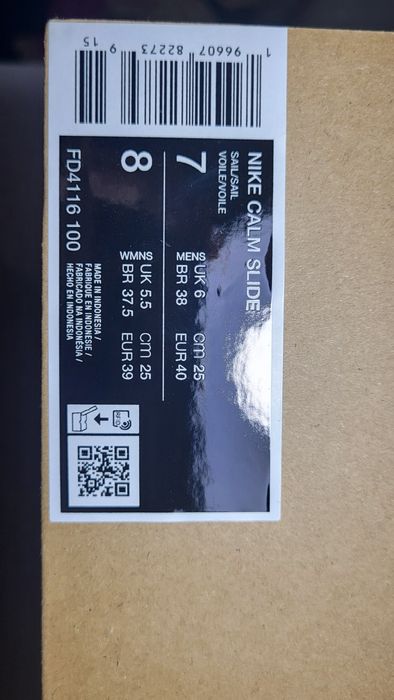 NIKE CALM SLIDE
SAIL/SAIL
VOILE/VOILE
7
MENS UK 6 cm 25
BR 38 EUR 40
8
WMNS UK 5.5 cm 25
BR 37.5 EUR 39
FD4116 100
MADE IN INDONESIA /
FABRIQUE EN INDONESIE /
FABRICADO NA INDONÉSIA /
HECHO EN INDONESIA
1 96607 82273 9 15